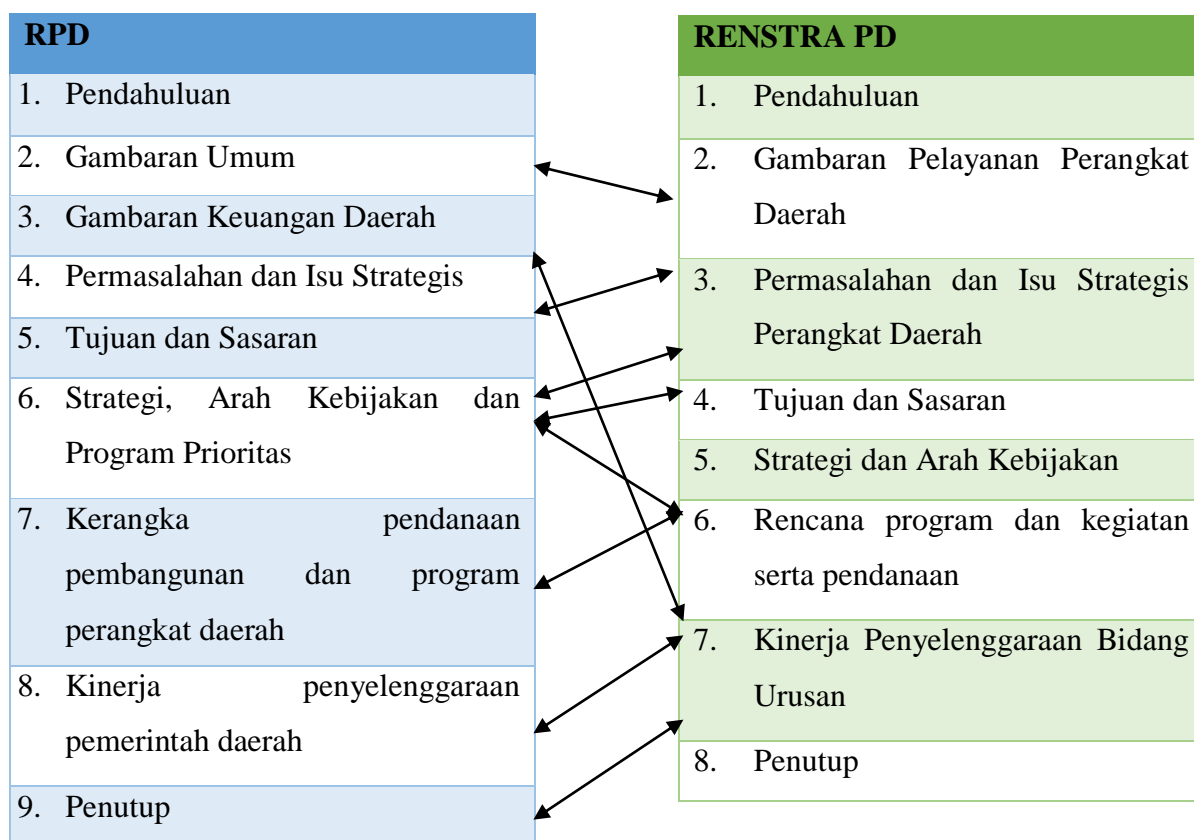 RPD
1. Pendahuluan
2. Gambaran Umum
3. Gambaran Keuangan Daerah
4. Permasalahan dan Isu Strategis
5. Tujuan dan Sasaran
6. Strategi, Arah Kebijakan dan
Program Prioritas
7. Kerangka pendanaan
pembangunan dan program
perangkat daerah
8. Kinerja penyelenggaraan
pemerintah daerah
9. Penutup
RENSTRA PD
1. Pendahuluan
2. Gambaran Pelayanan Perangkat
Daerah
3. Permasalahan dan Isu Strategis
Perangkat Daerah
4. Tujuan dan Sasaran
5. Strategi dan Arah Kebijakan
6. Rencana program dan kegiatan
serta pendanaan
7. Kinerja Penyelenggaraan Bidang
Urusan
8. Penutup